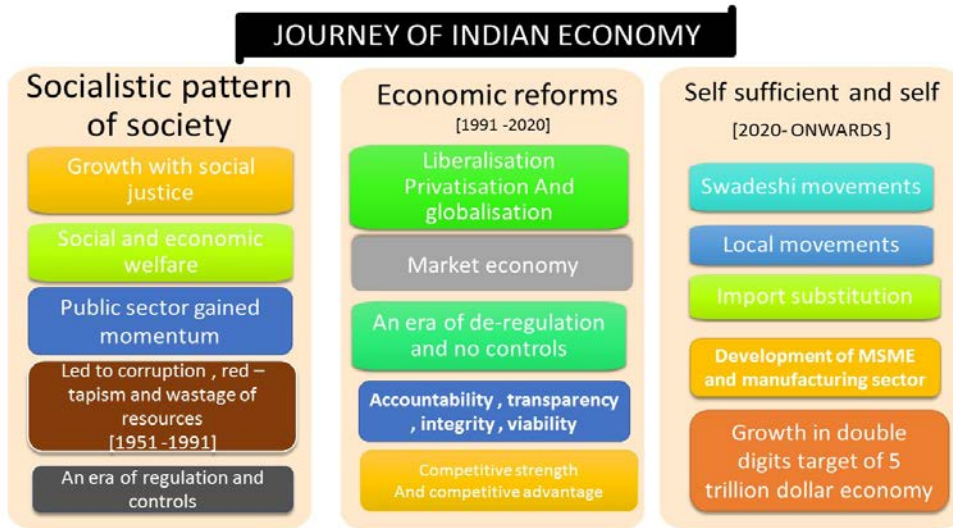 JOURNEY OF INDIAN ECONOMY
Socialistic pattern
of society
Growth with social
justice
Social and economic
welfare
Public sector gained
momentum
Led to corruption , red –
tapism and wastage of
resources
[1951 -1991]
An era of regulation and
controls
Economic reforms
[1991 -2020]
Liberalisation
Privatisation And
globalisation
Market economy
An era of de-regulation
and no controls
Accountability , transparency
, integrity , viability
Competitive strength
And competitive advantage
Self sufficient and self
[2020- ONWARDS ]
Swadeshi movements
Local movements
Import substitution
Development of MSME
and manufacturing sector
Growth in double
digits target of 5
trillion dollar economy